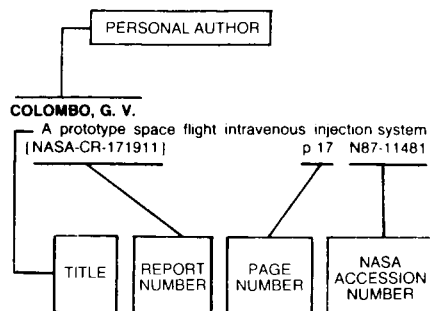 PERSONAL AUTHOR
COLOMBO, G. V.
A prototype space flight intravenous injection system
[NASA-CR-171911] p 17 N87-11481
TITLE
REPORT NUMBER
PAGE NUMBER
NASA ACCESSION NUMBER